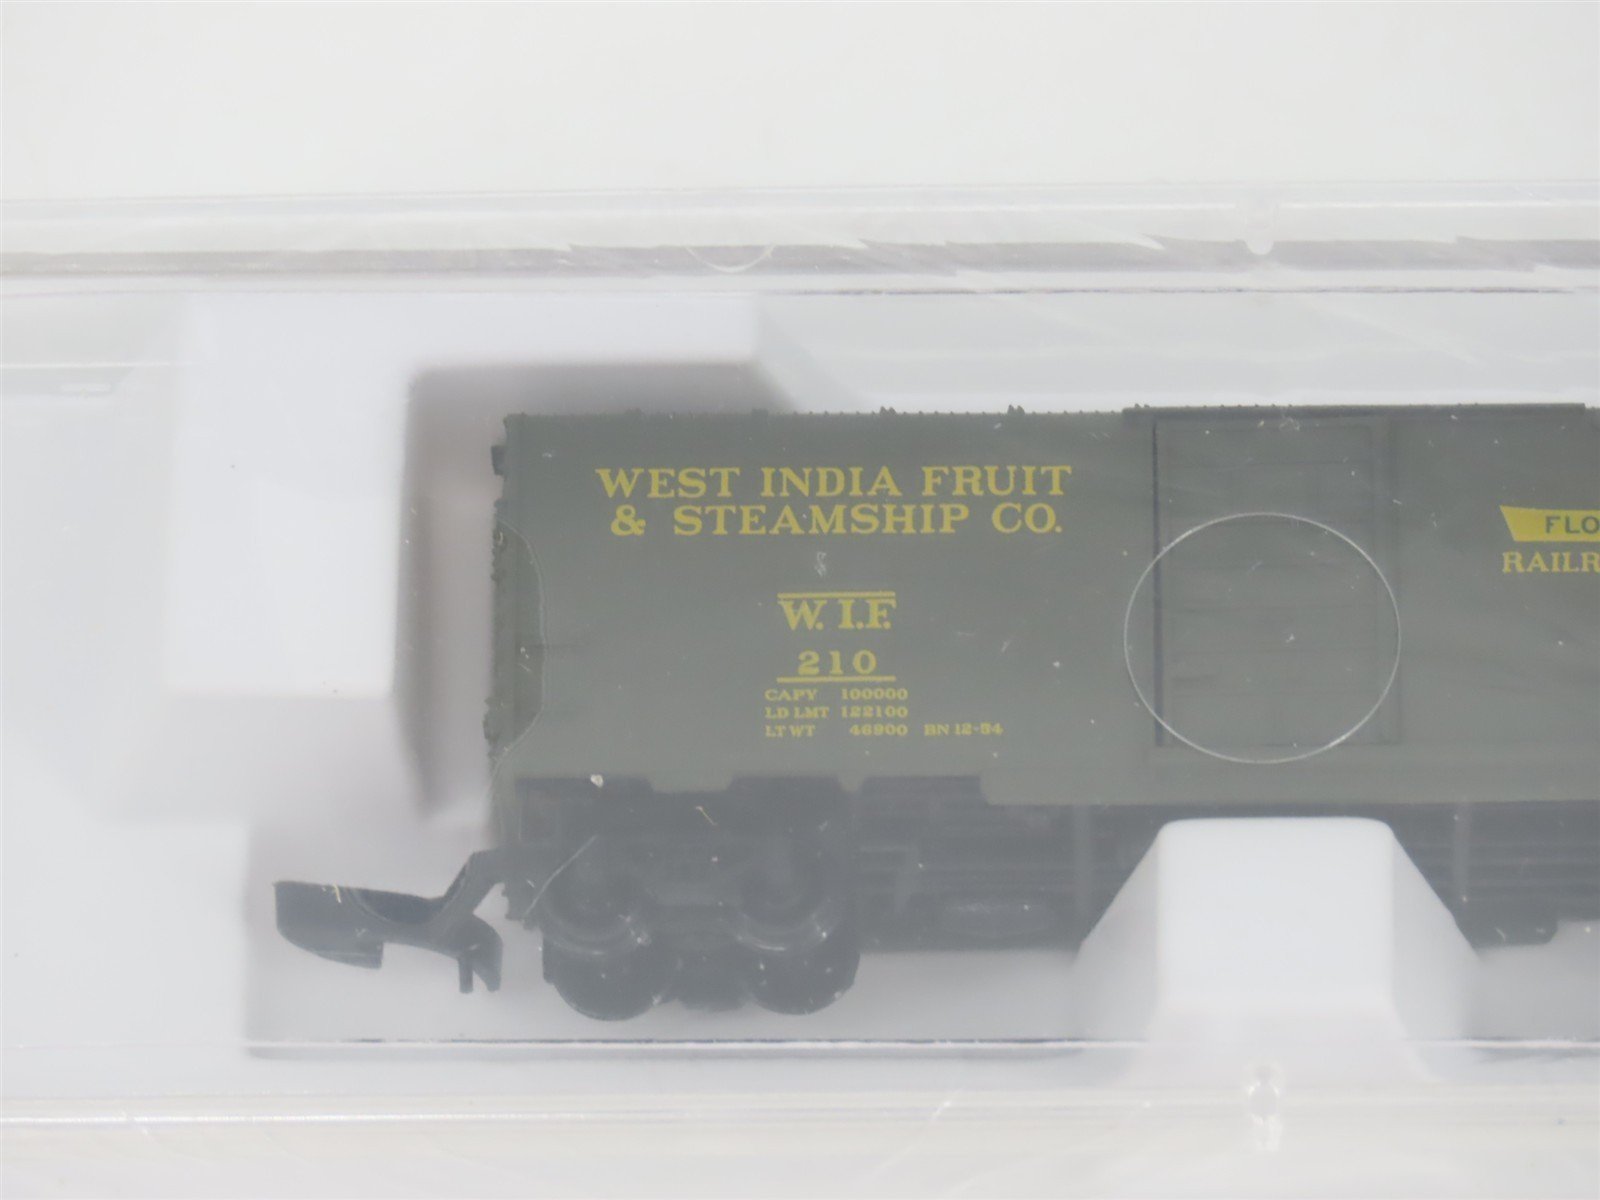 WEST INDIA FRUIT
& STEAMSHIP CO.
W.I.F.
210
CAPY 100000
LD LMT 122100
LT WT 46900 BN 12-54
FLO
RAILR